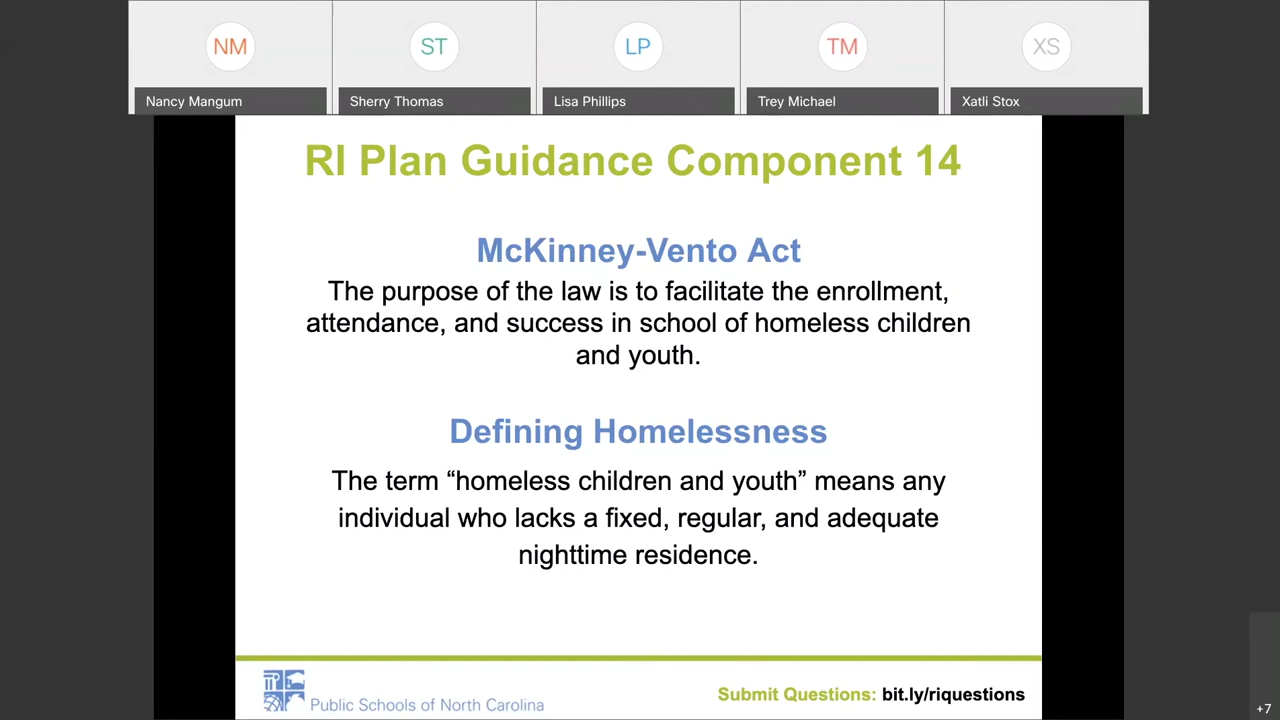 NM
ST
LP
TM
XS
Nancy Mangum
Sherry Thomas
Lisa Phillips
Trey Michael
Xatli Stox
RI Plan Guidance Component 14
McKinney-Vento Act
The purpose of the law is to facilitate the enrollment,
attendance, and success in school of homeless children
and youth.
Defining Homelessness
The term “homeless children and youth” means any
individual who lacks a fixed, regular, and adequate
nighttime residence.
Public Schools of North Carolina
Submit Questions: bit.ly/riquestions
+7